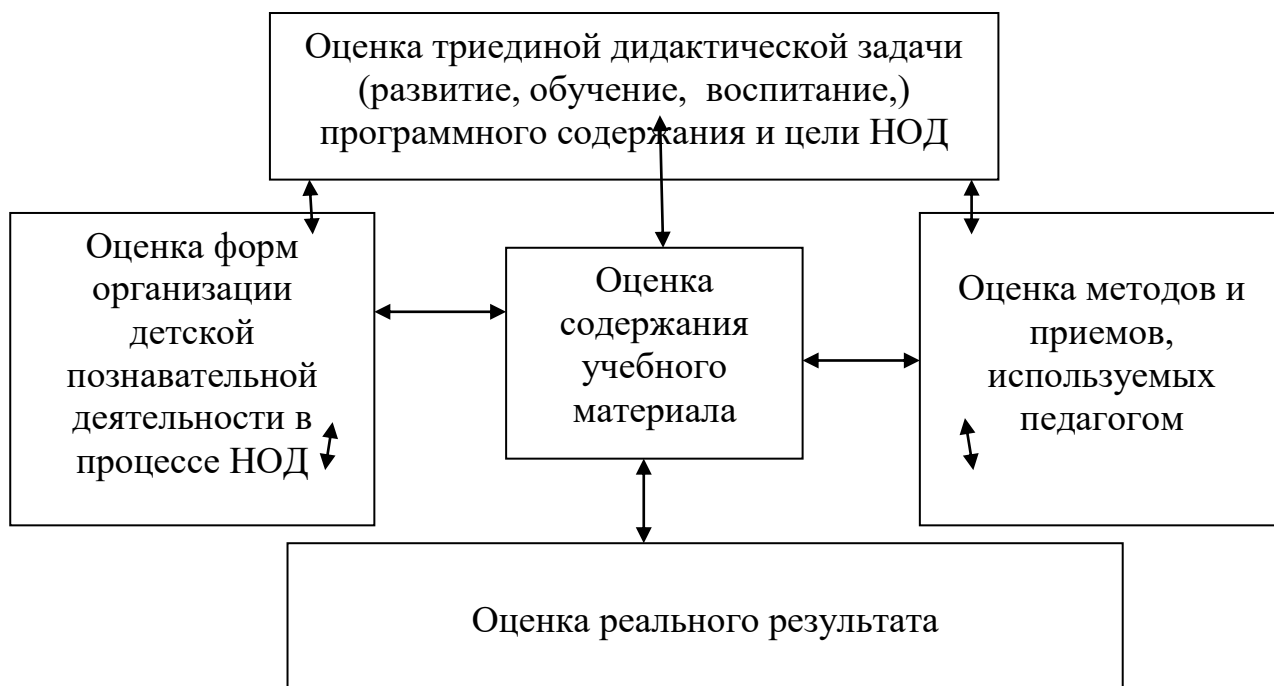 Оценка триединой дидактической задачи
(развитие, обучение,  воспитание,)
программного содержания и цели НОД
Оценка форм
организации
детской
познавательной
деятельности в
процессе НОД
Оценка
содержания
учебного
материала
Оценка методов и
приемов,
используемых
педагогом
Оценка реального результата